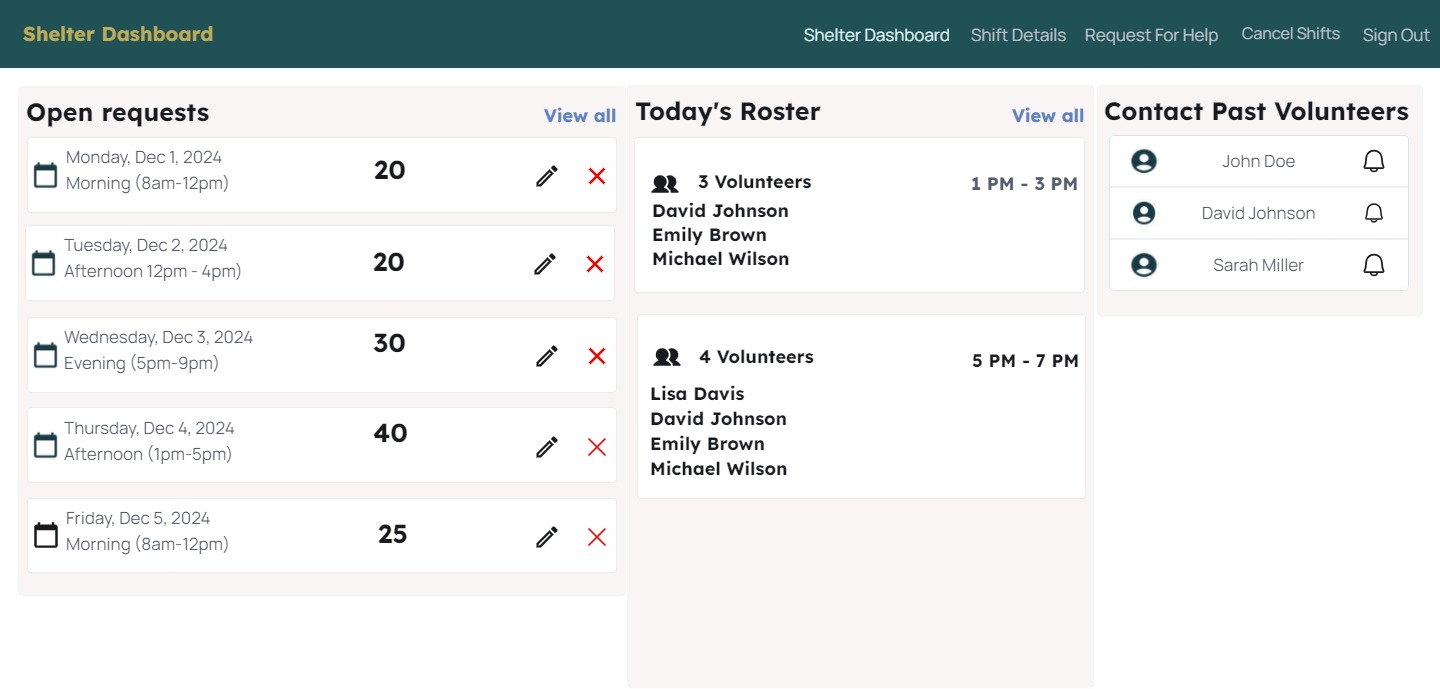 Shelter Dashboard
Shelter Dashboard
Shift Details
Request For Help
Cancel Shifts
Sign Out
Open requests
View all
Monday, Dec 1, 2024
Morning (8am-12pm)
20
Tuesday, Dec 2, 2024
Afternoon 12pm - 4pm)
20
Wednesday, Dec 3, 2024
Evening (5pm-9pm)
30
Thursday, Dec 4, 2024
Afternoon (1pm-5pm)
40
Friday, Dec 5, 2024
Morning (8am-12pm)
25
Today's Roster
View all
3 Volunteers
1 PM - 3 PM
David Johnson
Emily Brown
Michael Wilson
4 Volunteers
5 PM - 7 PM
Lisa Davis
David Johnson
Emily Brown
Michael Wilson
Contact Past Volunteers
John Doe
David Johnson
Sarah Miller